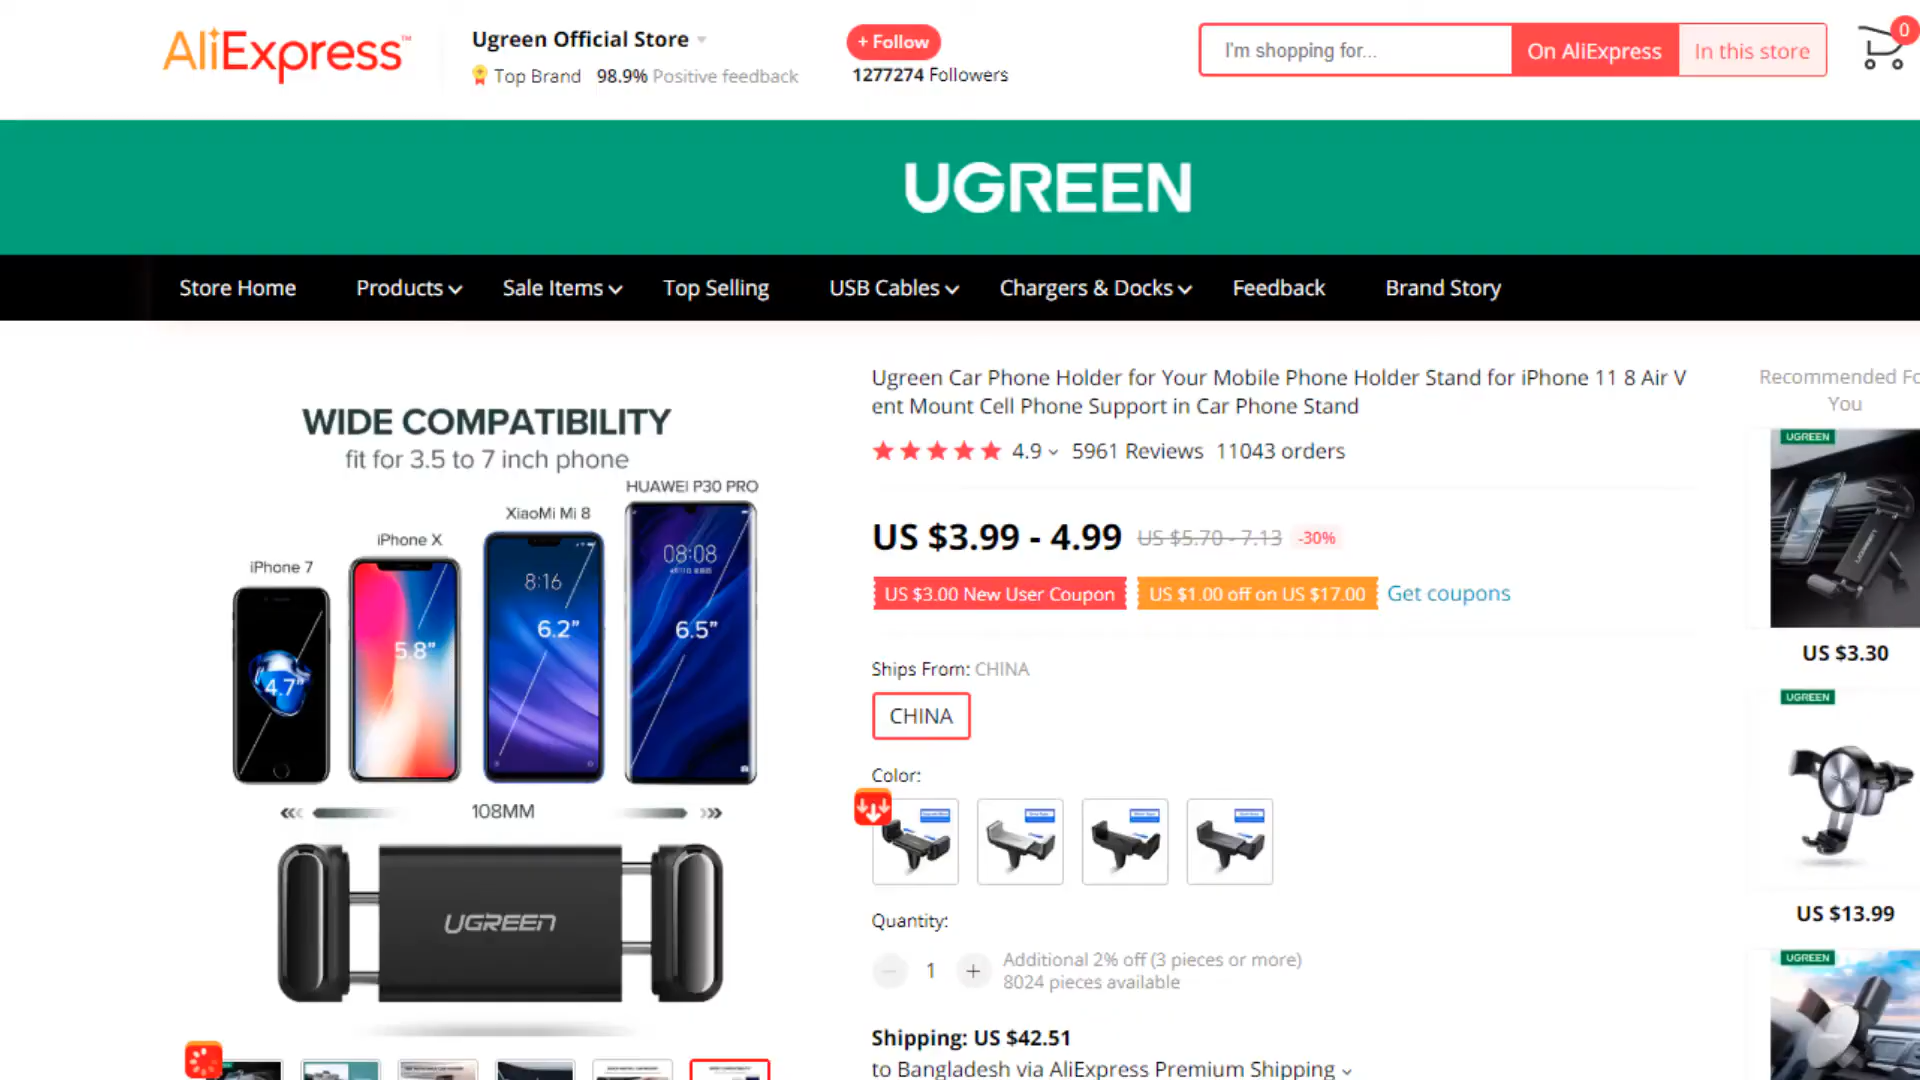 AliExpress™
Ugreen Official Store
Top Brand 98.9% Positive feedback
+ Follow
1277274 Followers
I'm shopping for...
On AliExpress
In this store
0
UGREEN
Store Home
Products
Sale Items
Top Selling
USB Cables
Chargers & Docks
Feedback
Brand Story
WIDE COMPATIBILITY
fit for 3.5 to 7 inch phone
iPhone 7
iPhone X
XiaoMi Mi 8
HUAWEI P30 PRO
4.7"
5.8"
8:16
6.2"
08:08
6.5"
108MM
UGREEN
Ugreen Car Phone Holder for Your Mobile Phone Holder Stand for iPhone 11 8 Air V
ent Mount Cell Phone Support in Car Phone Stand
4.9 5961 Reviews 11043 orders
US $3.99 - 4.99 US $5.70 - 7.13 -30%
US $3.00 New User Coupon
US $1.00 off on US $17.00
Get coupons
Ships From: CHINA
CHINA
Color:
Quantity:
1
Additional 2% off (3 pieces or more)
8024 pieces available
Shipping: US $42.51
to Bangladesh via AliExpress Premium Shipping
Recommended Fo
You
UGREEN
UGREEN
US $3.30
UGREEN
US $13.99
UGREEN